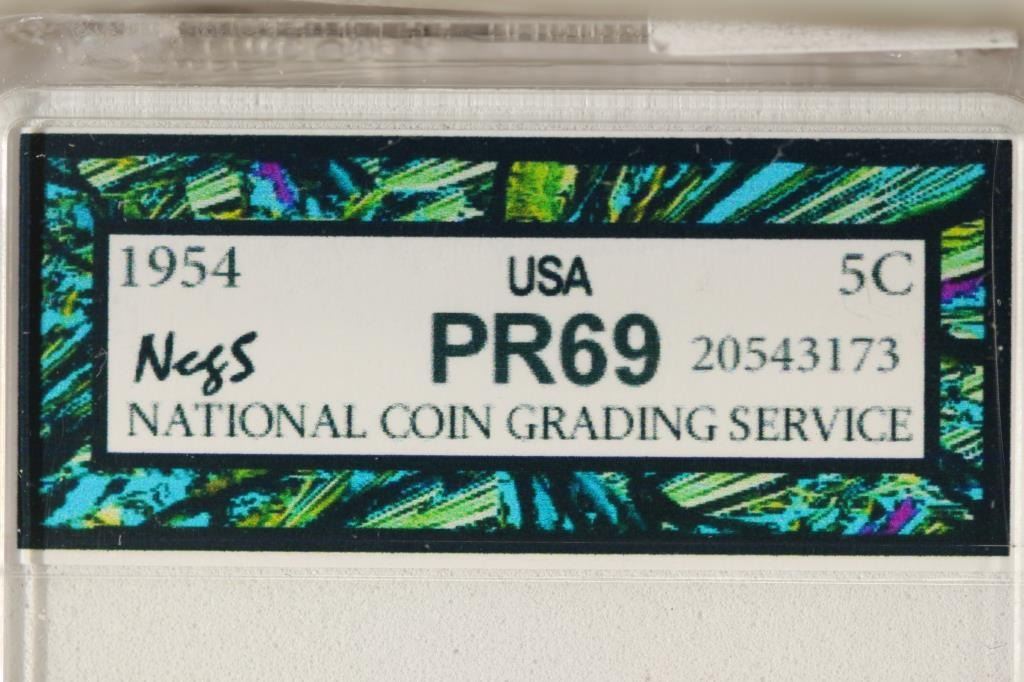 1954 USA 5C
NcgS PR69 20543173
NATIONAL COIN GRADING SERVICE